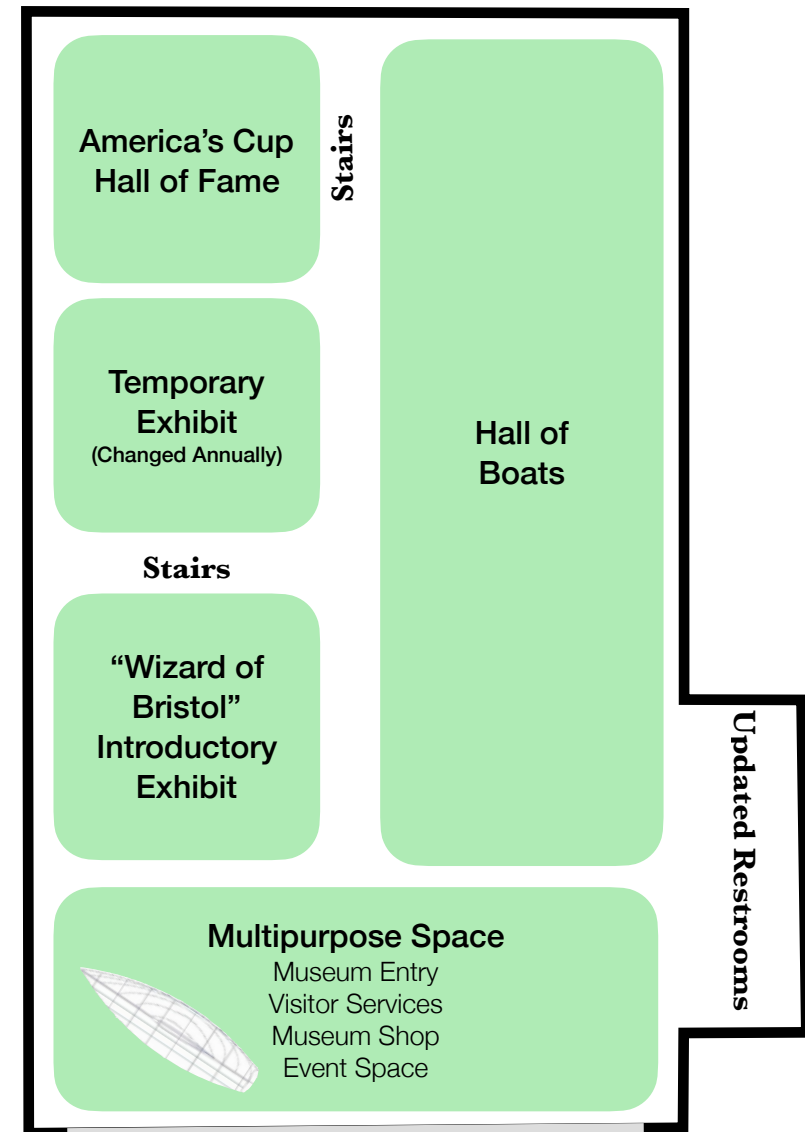 America’s Cup
Hall of Fame
Stairs
Temporary
Exhibit
(Changed Annually)
Hall of
Boats
Stairs
“Wizard of
Bristol”
Introductory
Exhibit
Updated Restrooms
Multipurpose Space
Museum Entry
Visitor Services
Museum Shop
Event Space